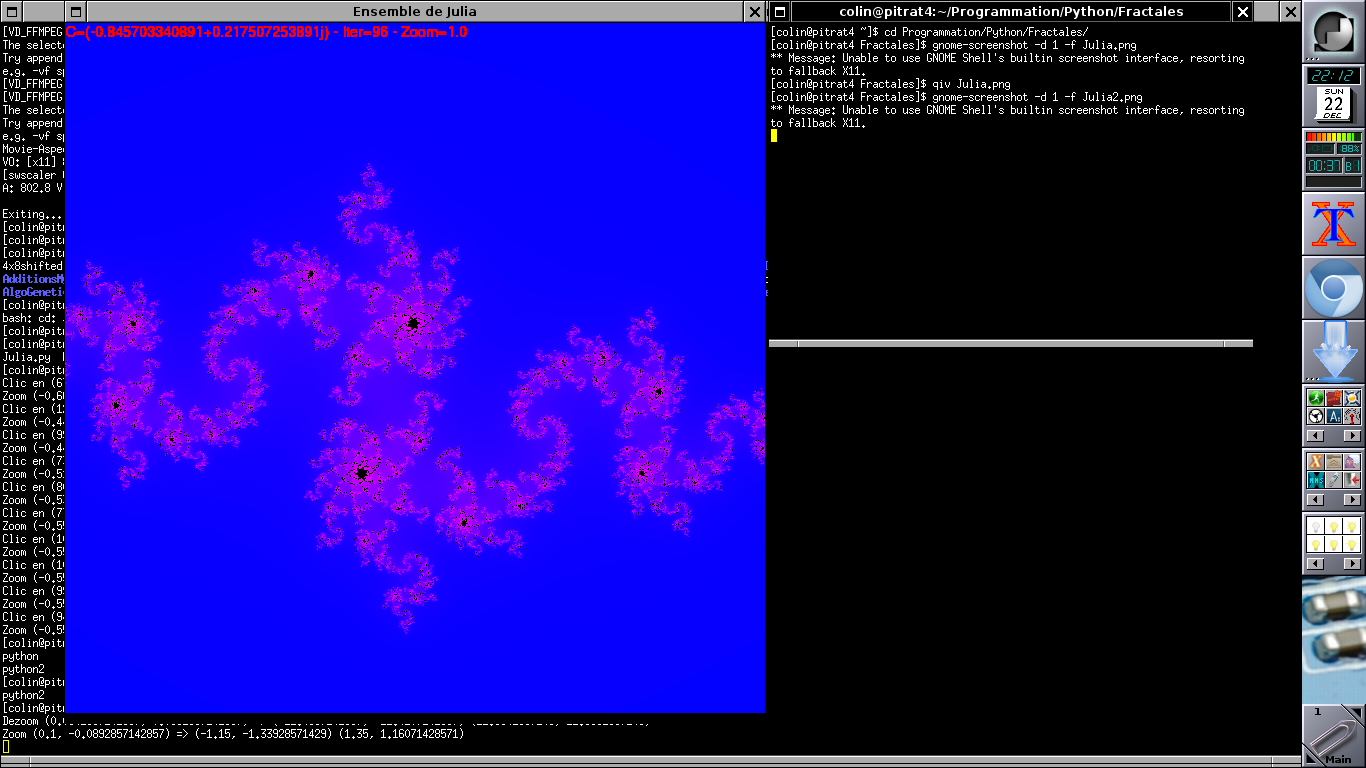 Ensemble de Julia
C=(-0.845703340891+0.217507253891j) - Iter=96 - Zoom=1.0
[VD_FFMPEG
The select
Try append
e.g. -vf sp
[VD_FFMPEG
The select
Try append
e.g. -vf sp
Movie-Aspe
VO: [x11]
[swscaler
A: 802.8 V
Exiting...
[colin@pit
[colin@pit
[colin@pit
4x8shifted
Additions
AlgoGeneti
[colin@pit
bash: cd:
[colin@pit
Julia.py
[colin@pit
Clic en (6
Zoom (-0.6
Clic en (1
Zoom (-0.4
Clic en (9
Zoom (-0.4
Clic en (7
Zoom (-0.5
Clic en (8
Zoom (-0.5
Clic en (7
Zoom (-0.55
Clic en (1
Zoom (-0.55
Clic en (1
Zoom (-0.55
Clic en (9
Zoom (-0.55
Clic en (9
Zoom (-0.55
[colin@pit
python
python2
[colin@pit
python2
[colin@pit
Dezoom (0.
Zoom (0.1, -0.0892857142857) => (-1.15, -1.33928571429) (1.35, 1.16071428571)
colin@pitrat4:~/Programmation/Python/Fractales
[colin@pitrat4 ~]$ cd Programmation/Python/Fractales/
[colin@pitrat4 Fractales]$ gnome-screenshot -d 1 -f Julia.png
** Message: Unable to use GNOME Shell's builtin screenshot interface, resorting
to fallback X11.
[colin@pitrat4 Fractales]$ qiv Julia.png
[colin@pitrat4 Fractales]$ gnome-screenshot -d 1 -f Julia2.png
** Message: Unable to use GNOME Shell's builtin screenshot interface, resorting
to fallback X11.
22:12
SUN
22
DEC
88%
00:37 B1
X
1
Main